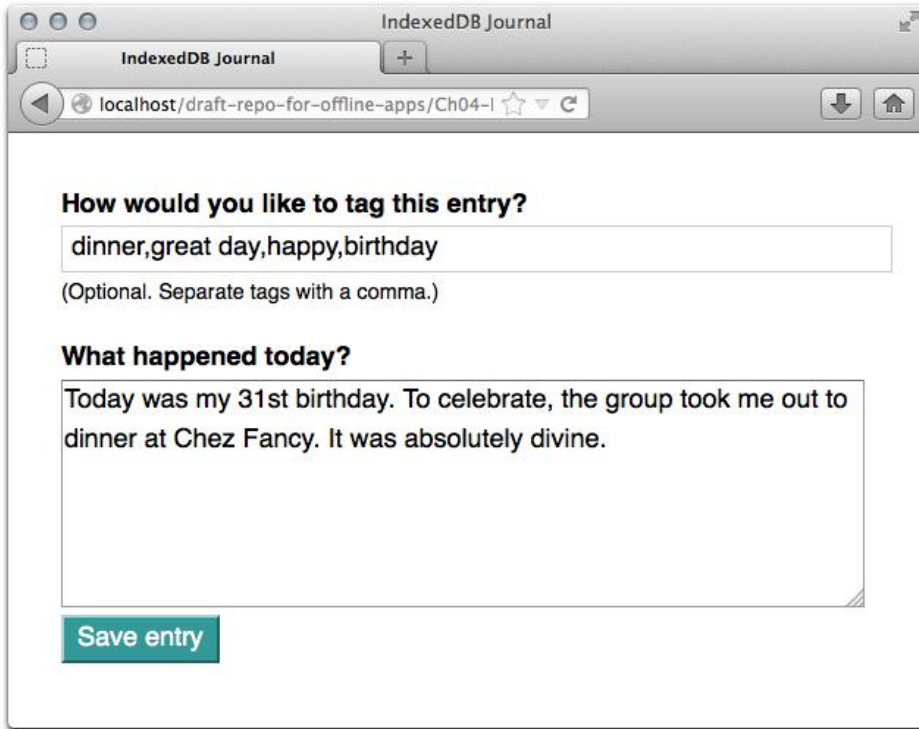 IndexedDB Journal
IndexedDB Journal
localhost/draft-repo-for-offline-apps/Ch04-
How would you like to tag this entry?
dinner,great day,happy,birthday
(Optional. Separate tags with a comma.)
What happened today?
Today was my 31st birthday. To celebrate, the group took me out to
dinner at Chez Fancy. It was absolutely divine.
Save entry